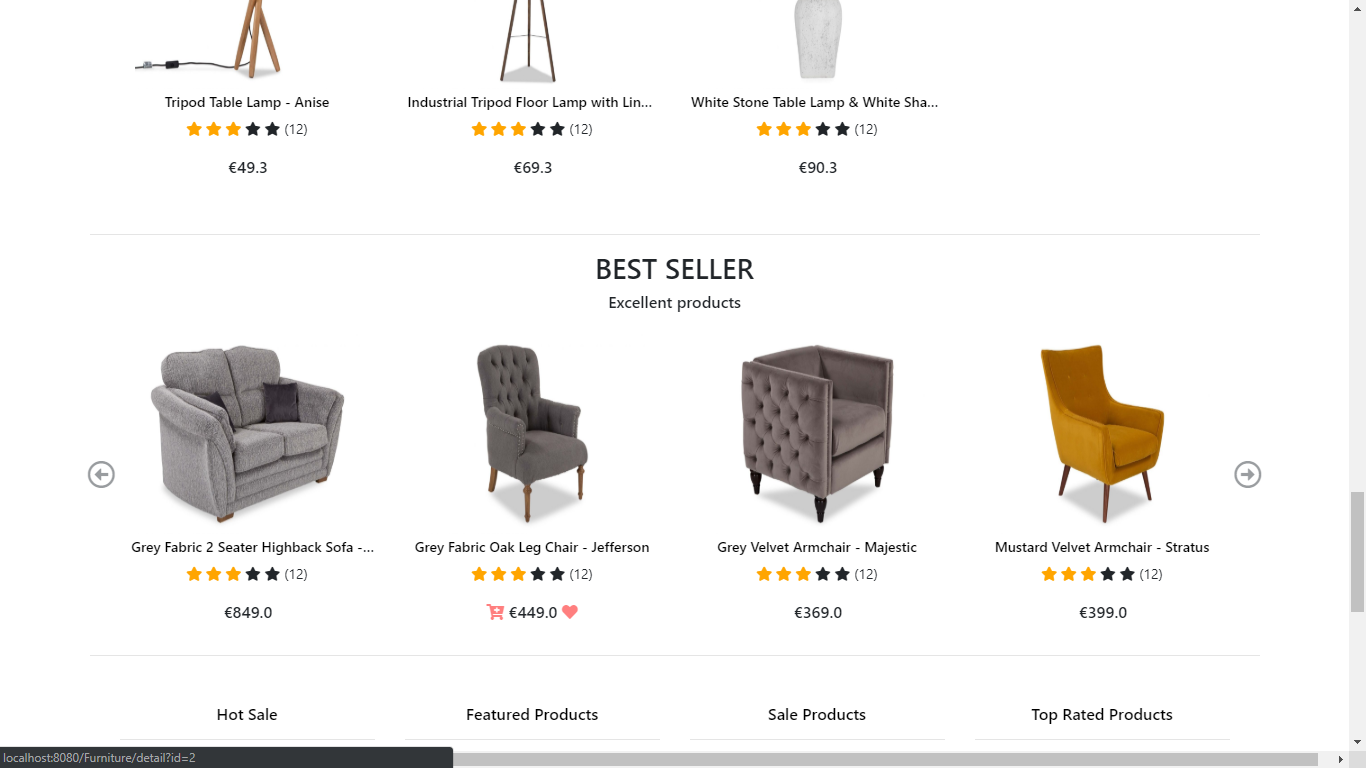 Tripod Table Lamp - Anise
Industrial Tripod Floor Lamp with Lin...
White Stone Table Lamp & White Sha...
(12)
(12)
(12)
€49.3
€69.3
€90.3
BEST SELLER
Excellent products
Grey Fabric 2 Seater Highback Sofa -...
Grey Fabric Oak Leg Chair - Jefferson
Grey Velvet Armchair - Majestic
Mustard Velvet Armchair - Stratus
(12)
(12)
(12)
(12)
€849.0
€449.0
€369.0
€399.0
Hot Sale
Featured Products
Sale Products
Top Rated Products
localhost:8080/Furniture/detail?id=2